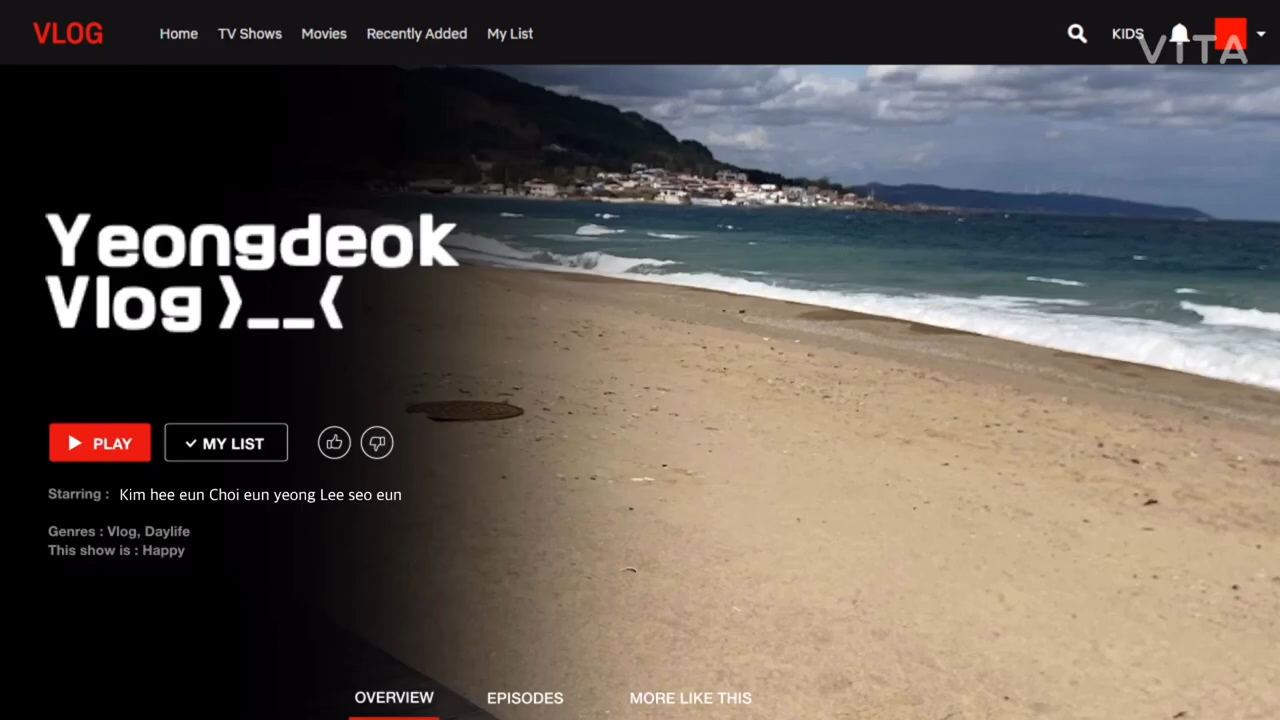 VLOG Home TV Shows Movies Recently Added My List KIDS
VITA
Yeongdeok
Vlog >__<
PLAY MY LIST
Starring : Kim hee eun Choi eun yeong Lee seo eun
Genres : Vlog, Daylife
This show is : Happy
OVERVIEW EPISODES MORE LIKE THIS